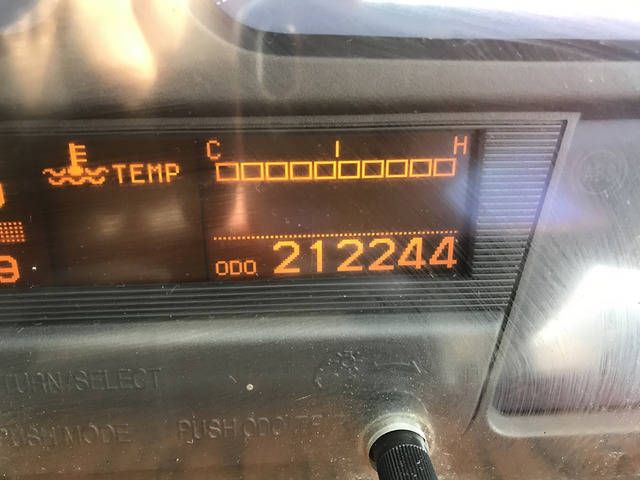 C H
TEMP
ODO 212244
TURN/SELECT
PUSH MODE PUSH ODO